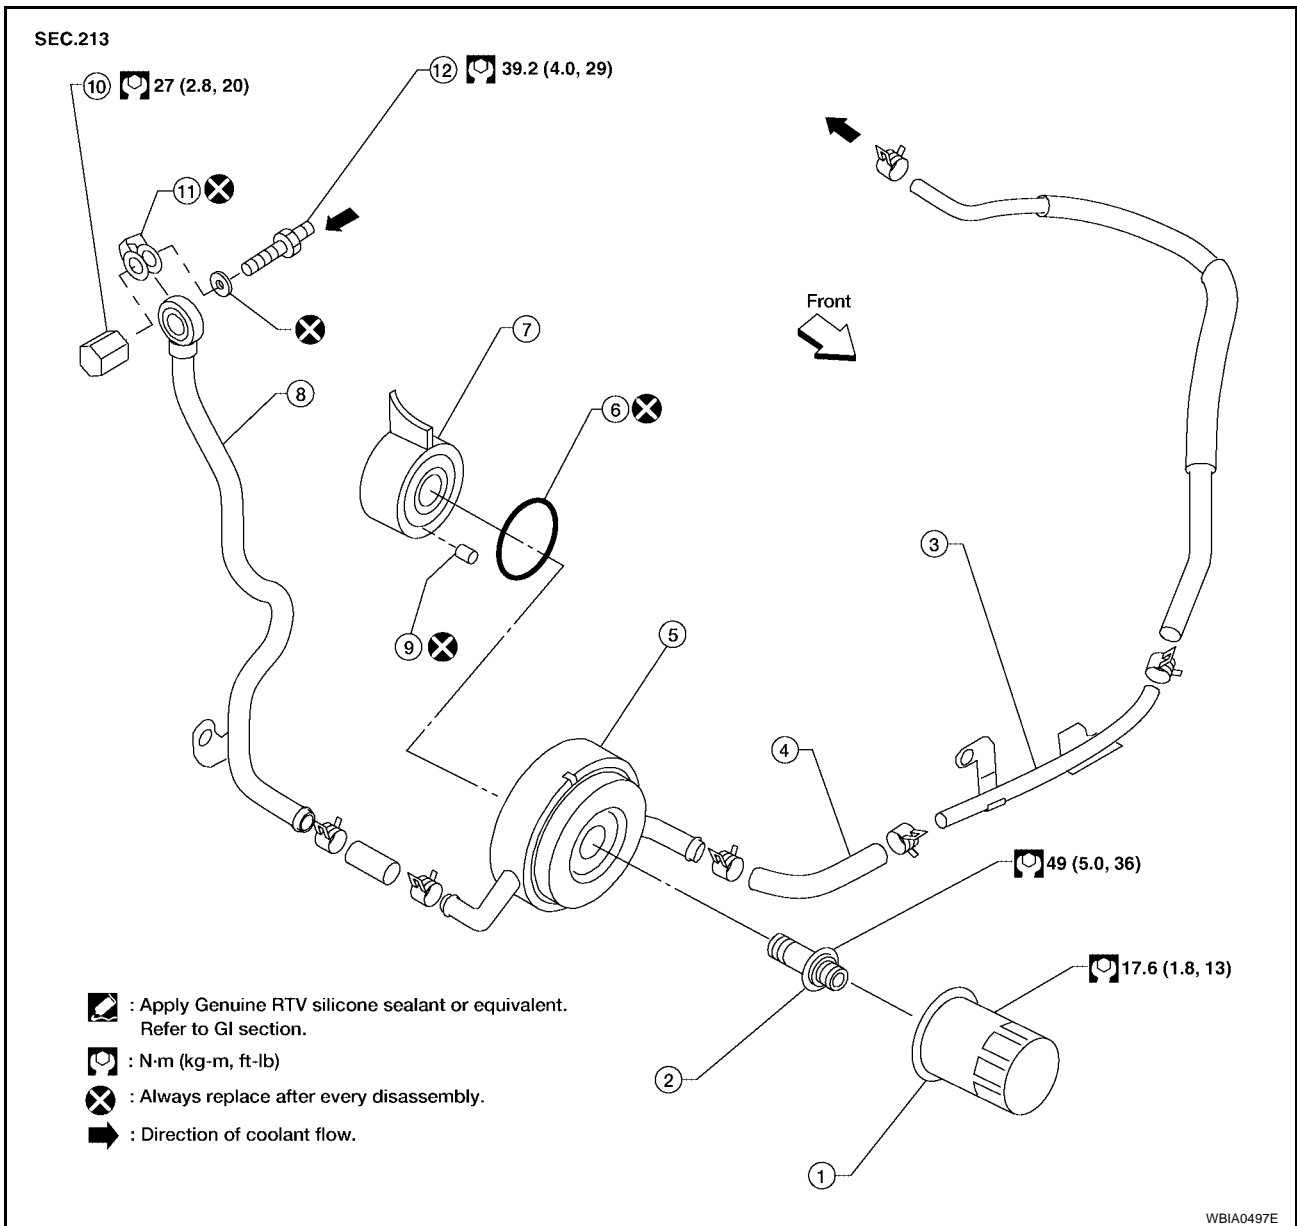 SEC.213
10 27 (2.8, 20)
12 39.2 (4.0, 29)
11
Front
7
6
8
3
9
5
4
49 (5.0, 36)
17.6 (1.8, 13)
2
1
: Apply Genuine RTV silicone sealant or equivalent.
Refer to GI section.
: N·m (kg-m, ft-lb)
: Always replace after every disassembly.
: Direction of coolant flow.
WBIA0497E